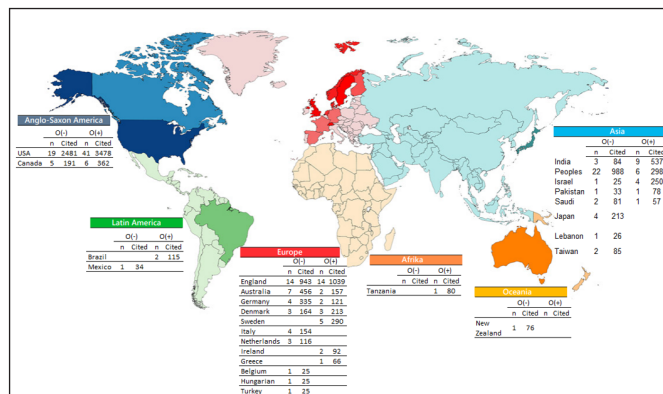 Anglo-Saxon America
O(-) O(+)
n Cited n Cited
USA 19 2481 41 3478
Canada 5 191 6 362
Asia
O(-) O(+)
n Cited n Cited
India 3 84 9 537
Peoples 22 988 6 298
Israel 1 25 4 250
Pakistan 1 33 1 78
Saudi 2 81 1 57
Japan 4 213
Lebanon 1 26
Taiwan 2 85
Latin America
O(-) O(+)
n Cited n Cited
Brazil 2 115
Mexico 1 34
Europe
O(-) O(+)
n Cited n Cited
England 14 943 14 1039
Australia 7 456 2 157
Germany 4 335 2 121
Denmark 3 164 3 213
Sweden 5 290
Italy 4 154
Netherlands 3 116
Ireland 2 92
Greece 1 66
Belgium 1 25
Hungarian 1 25
Turkey 1 25
Afrika
O(-) O(+)
n Cited n Cited
Tanzania 1 80
Oceania
O(-) O(+)
n Cited n Cited
New
Zealand 1 76